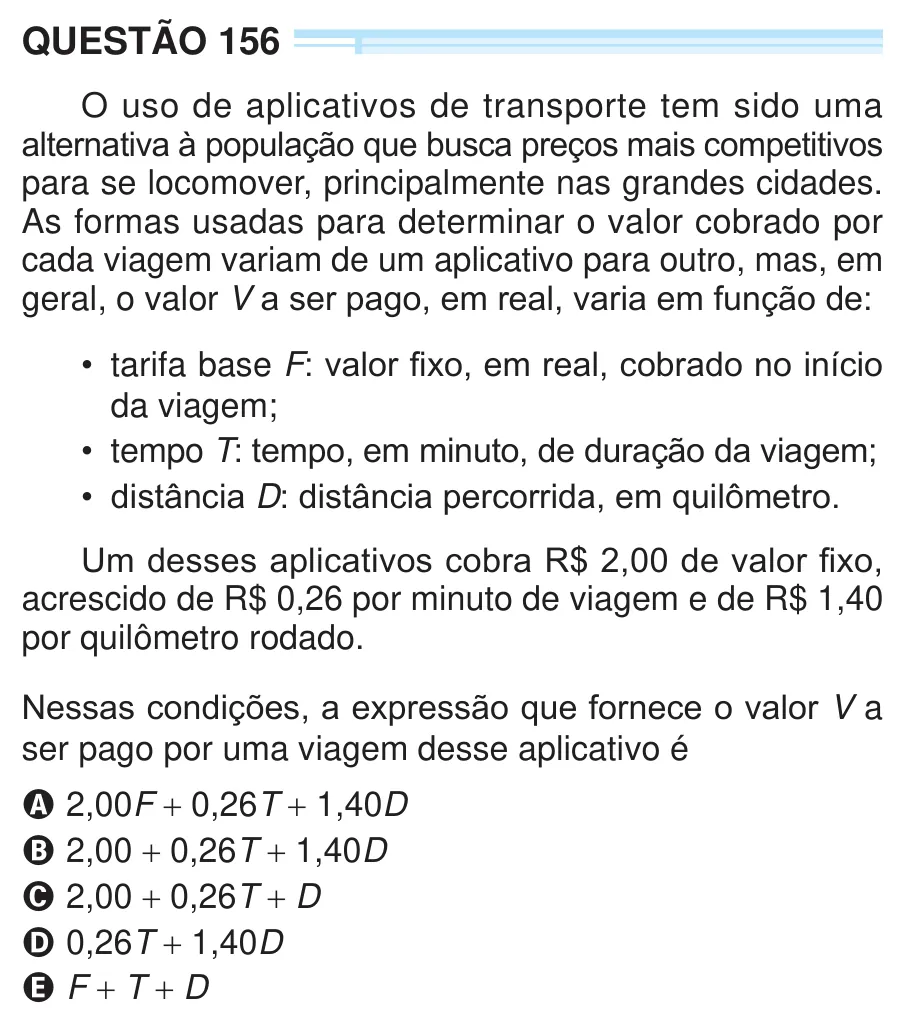 QUESTÃO 156
O uso de aplicativos de transporte tem sido uma
alternativa à população que busca preços mais competitivos
para se locomover, principalmente nas grandes cidades.
As formas usadas para determinar o valor cobrado por
cada viagem variam de um aplicativo para outro, mas, em
geral, o valor V a ser pago, em real, varia em função de:
• tarifa base F: valor fixo, em real, cobrado no início
da viagem;
• tempo T: tempo, em minuto, de duração da viagem;
• distância D: distância percorrida, em quilômetro.
Um desses aplicativos cobra R$ 2,00 de valor fixo,
acrescido de R$ 0,26 por minuto de viagem e de R$ 1,40
por quilômetro rodado.
Nessas condições, a expressão que fornece o valor V a
ser pago por uma viagem desse aplicativo é
A 2,00F + 0,26T + 1,40D
B 2,00 + 0,26T + 1,40D
C 2,00 + 0,26T + D
D 0,26T + 1,40D
E F + T + D